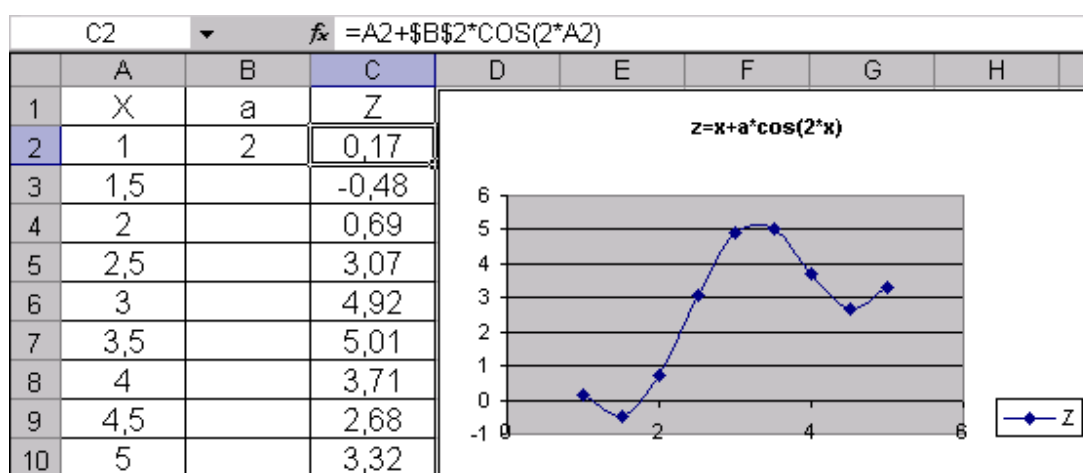 C2 fx =A2+$B$2*COS(2*A2)
A B C D E F G H
1 X a Z
2 1 2 0,17
3 1,5 -0,48
4 2 0,69
5 2,5 3,07
6 3 4,92
7 3,5 5,01
8 4 3,71
9 4,5 2,68
10 5 3,32
z=x+a*cos(2*x)
6
5
4
3
2
1
0
-1
0 2 4 6
Z